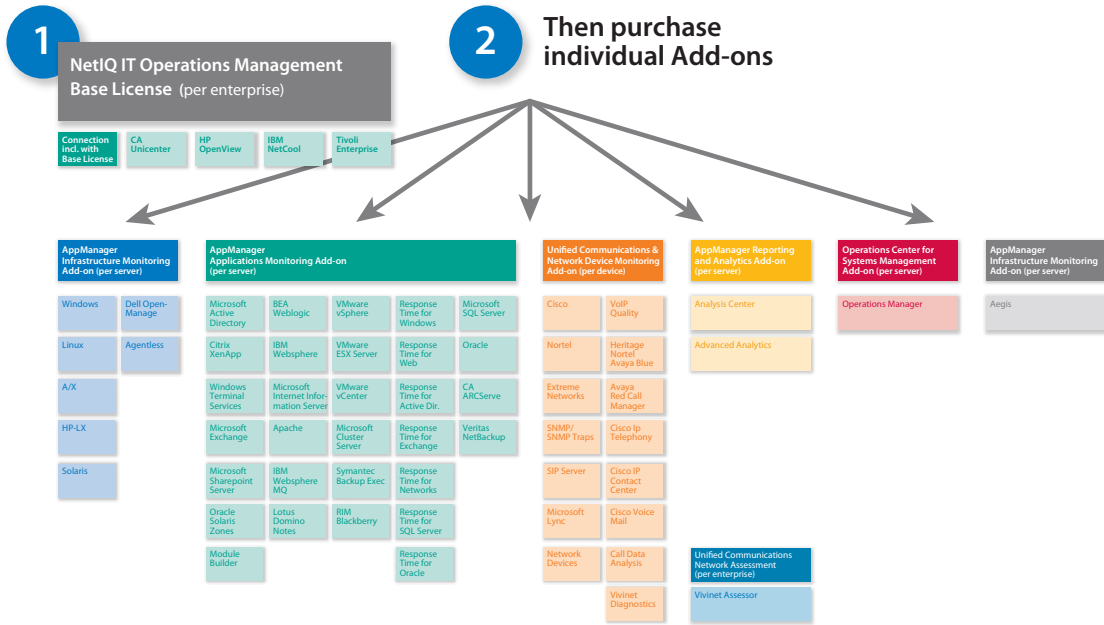 1
NetIQ IT Operations Management
Base License (per enterprise)
2
Then purchase
individual Add-ons
Connection
incl. with
Base License
CA
Unicenter
HP
OpenView
IBM
NetCool
Tivoli
Enterprise
AppManager
Infrastructure Monitoring
Add-on (per server)
Windows
Dell Open-
Manage
Linux
Agentless
A/X
HP-LX
Solaris
AppManager
Applications Monitoring Add-on
(per server)
Microsoft
Active
Directory
BEA
Weblogic
VMware
vSphere
Response
Time for
Windows
Microsoft
SQL Server
Citrix
XenApp
IBM
Websphere
VMware
ESX Server
Response
Time for
Web
Oracle
Windows
Terminal
Services
Microsoft
Internet Infor-
mation Server
VMware
vCenter
Response
Time for
Active Dir.
CA
ARCServe
Microsoft
Exchange
Apache
Microsoft
Cluster
Server
Response
Time for
Exchange
Veritas
NetBackup
Microsoft
Sharepoint
Server
IBM
Websphere
MQ
Symantec
Backup Exec
Response
Time for
Networks
Oracle
Solaris
Zones
Lotus
Domino
Notes
RIM
Blackberry
Response
Time for
SQL Server
Module
Builder
Response
Time for
Oracle
Unified Communications &
Network Device Monitoring
Add-on (per device)
Cisco
VoIP
Quality
Nortel
Heritage
Nortel
Avaya Blue
Extreme
Networks
Avaya
Red Call
Manager
SNMP/
SNMP Traps
Cisco Ip
Telephony
SIP Server
Cisco IP
Contact
Center
Microsoft
Lync
Cisco Voice
Mail
Network
Devices
Call Data
Analysis
Vivinet
Diagnostics
AppManager Reporting
and Analytics Add-on
(per server)
Analysis Center
Advanced Analytics
Unified Communications
Network Assessment
(per enterprise)
Vivinet Assessor
Operations Center for
Systems Management
Add-on (per server)
Operations Manager
AppManager
Infrastructure Monitoring
Add-on (per server)
Aegis